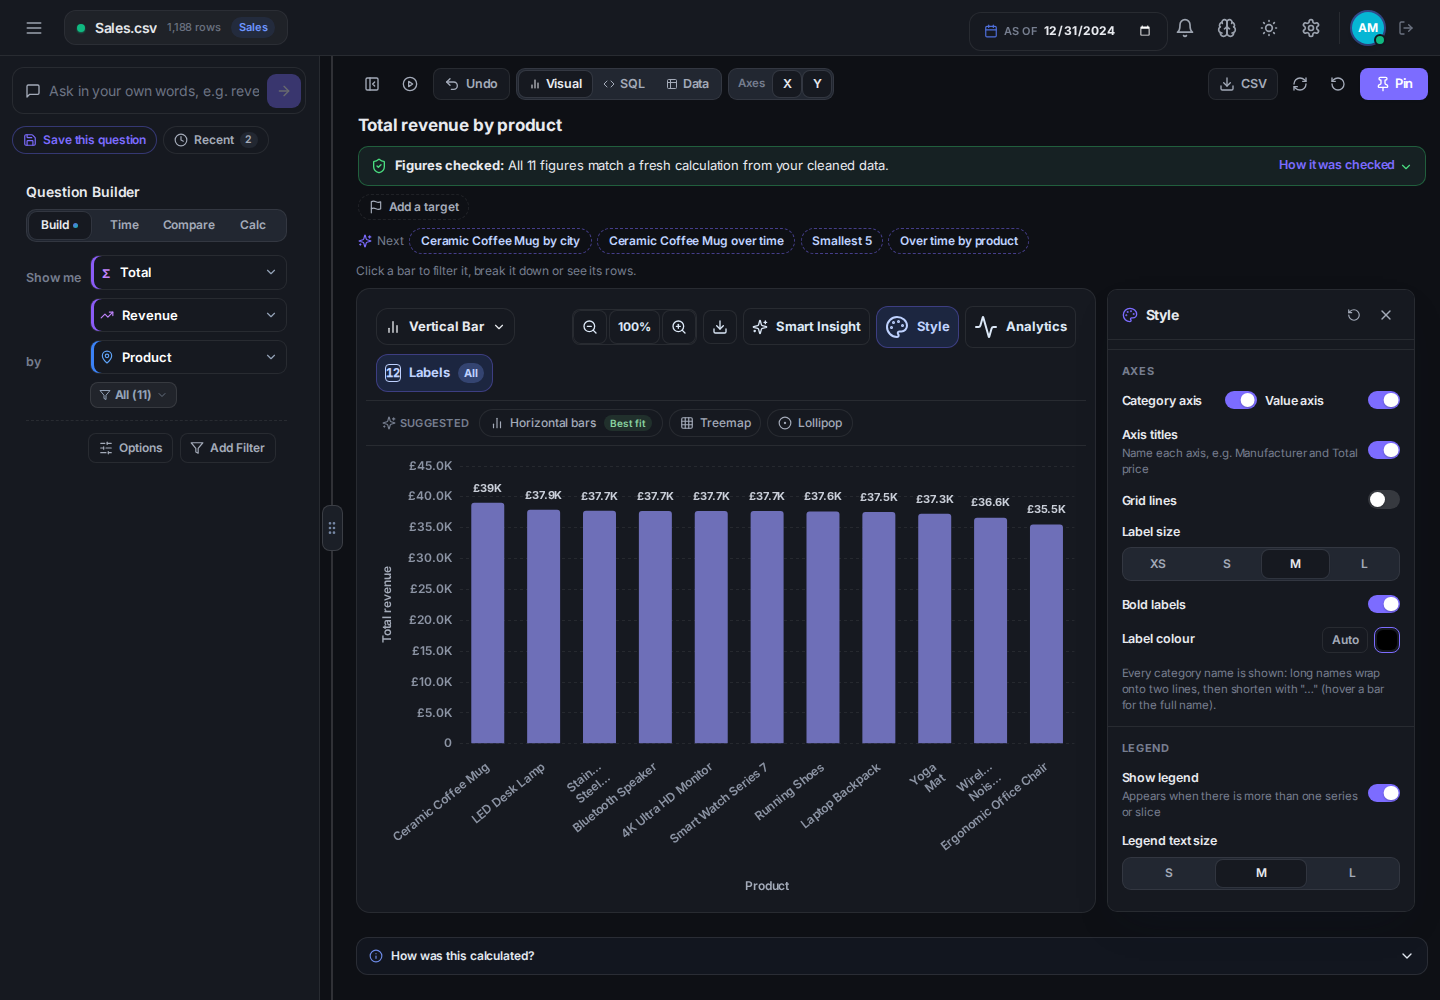 Sales.csv 1,188 rows Sales
AS OF 12/31/2024
AM
Ask in your own words, e.g. reve
Save this question
Recent 2
Question Builder
Build Time Compare Calc
Show me
Σ Total
Revenue
by
Product
All (11)
Options
Add Filter
Undo
Visual
SQL
Data
Axes X Y
CSV
Pin
Total revenue by product
Figures checked: All 11 figures match a fresh calculation from your cleaned data.
How it was checked
Add a target
Next
Ceramic Coffee Mug by city
Ceramic Coffee Mug over time
Smallest 5
Over time by product
Click a bar to filter it, break it down or see its rows.
Vertical Bar
100%
Smart Insight
Style
Analytics
12 Labels All
SUGGESTED
Horizontal bars Best fit
Treemap
Lollipop
£45.0K
£40.0K
£35.0K
£30.0K
£25.0K
£20.0K
£15.0K
£10.0K
£5.0K
0
Total revenue
£39K
£37.9K
£37.7K
£37.7K
£37.7K
£37.7K
£37.6K
£37.5K
£37.3K
£36.6K
£35.5K
Ceramic Coffee Mug
LED Desk Lamp
Stain...
Steel...
Bluetooth Speaker
4K Ultra HD Monitor
Smart Watch Series 7
Running Shoes
Laptop Backpack
Yoga
Mat
Wirel...
Nois...
Ergonomic Office Chair
Product
Style
AXES
Category axis
Value axis
Axis titles
Name each axis, e.g. Manufacturer and Total
price
Grid lines
Label size
XS S M L
Bold labels
Label colour
Auto
Every category name is shown: long names wrap
onto two lines, then shorten with "..." (hover a bar
for the full name).
LEGEND
Show legend
Appears when there is more than one series
or slice
Legend text size
S M L
How was this calculated?